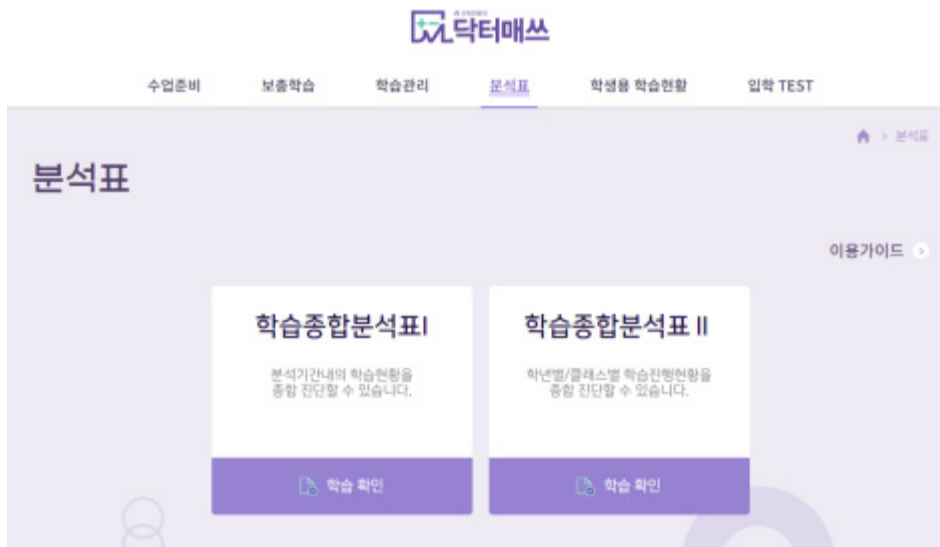 닥터매쓰
수업준비 보충학습 학습관리 분석표 학생용 학습현황 입학 TEST
> 분석표
분석표
이용가이드 >
학습종합분석표I
분석기간내의 학습현황을
종합 진단할 수 있습니다.
학습 확인
학습종합분석표 II
학년별/클래스별 학습진행현황을
종합 진단할 수 있습니다.
학습 확인